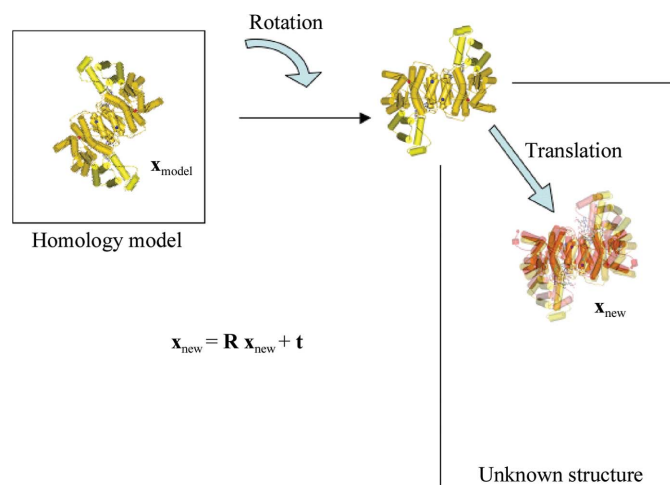 Rotation
x_model
Homology model
Translation
x_new
x_new = R x_new + t
Unknown structure